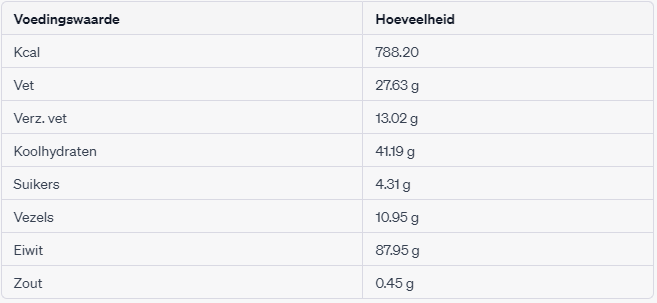 Voedingswaarde Hoeveelheid
Kcal 788.20
Vet 27.63 g
Verz. vet 13.02 g
Koolhydraten 41.19 g
Suikers 4.31 g
Vezels 10.95 g
Eiwit 87.95 g
Zout 0.45 g